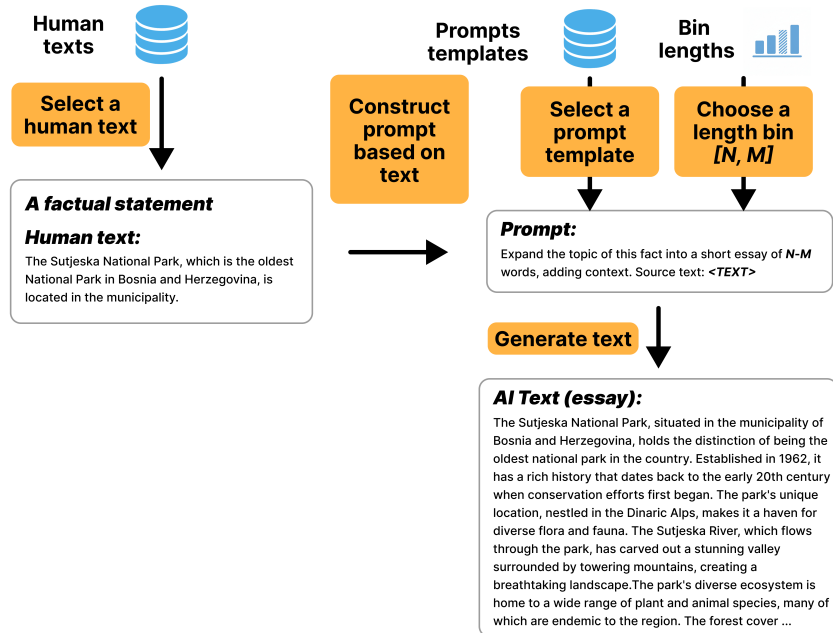 Human
texts
Prompts
templates
Bin
lengths
Select a
human text
Construct
prompt
based on
text
Select a
prompt
template
Choose a
length bin
[N, M]
A factual statement
Human text:
The Sutjeska National Park, which is the oldest
National Park in Bosnia and Herzegovina, is
located in the municipality.
Prompt:
Expand the topic of this fact into a short essay of N-M
words, adding context. Source text: <TEXT>
Generate text
AI Text (essay):
The Sutjeska National Park, situated in the municipality of
Bosnia and Herzegovina, holds the distinction of being the
oldest national park in the country. Established in 1962, it
has a rich history that dates back to the early 20th century
when conservation efforts first began. The park's unique
location, nestled in the Dinaric Alps, makes it a haven for
diverse flora and fauna. The Sutjeska River, which flows
through the park, has carved out a stunning valley
surrounded by towering mountains, creating a
breathtaking landscape.The park's diverse ecosystem is
home to a wide range of plant and animal species, many of
which are endemic to the region. The forest cover ...